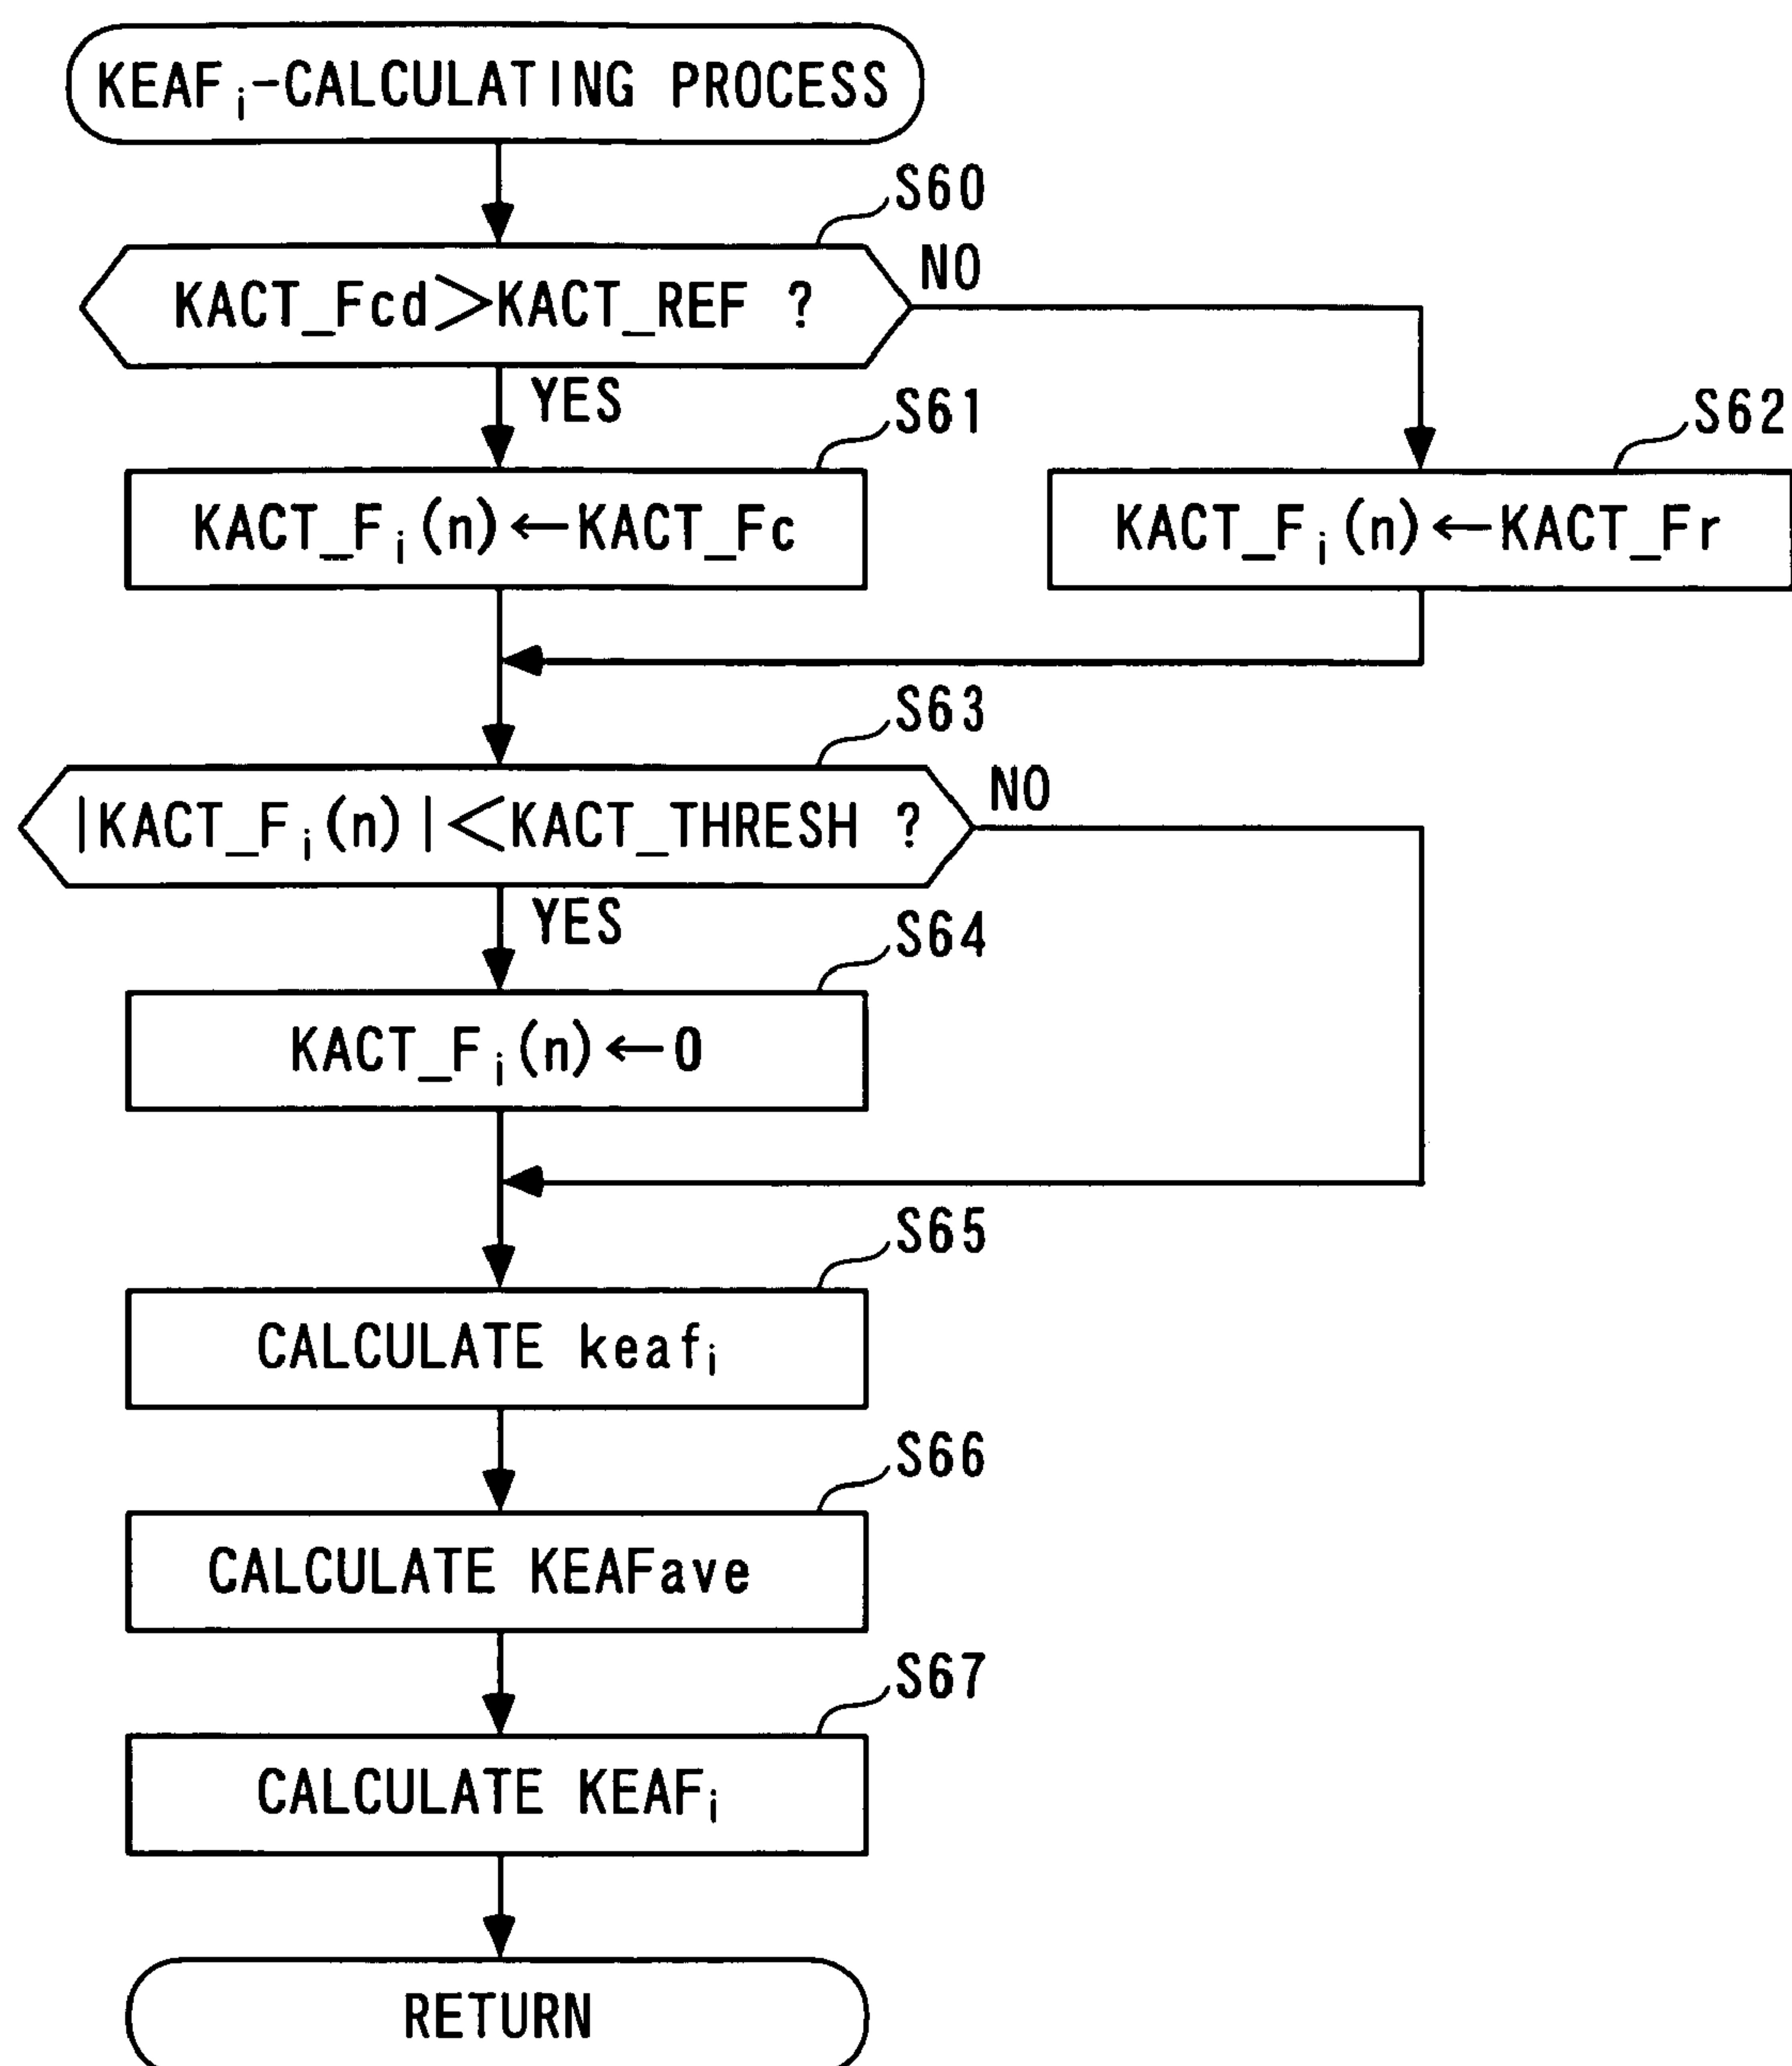 KEAFi-CALCULATING PROCESS
S60
KACT_Fcd>KACT_REF ?
NO
YES
S61
S62
KACT_Fi(n)←KACT_Fc
KACT_Fi(n)←KACT_Fr
S63
|KACT_Fi(n)|<KACT_THRESH ?
NO
YES
S64
KACT_Fi(n)←0
S65
CALCULATE keafi
S66
CALCULATE KEAFave
S67
CALCULATE KEAFi
RETURN